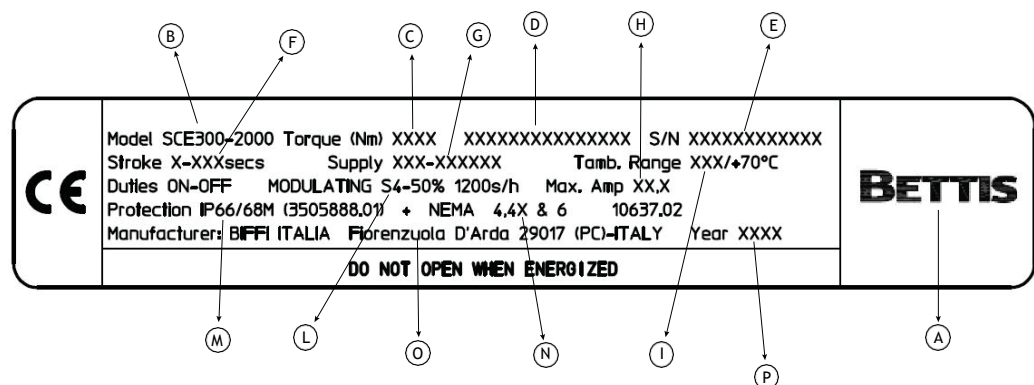 B F C G D H E
Model SCE300-2000 Torque (Nm) XXXX XXXXXXXXXXXXXXX S/N XXXXXXXXXXXX
Stroke X-XXXsecs Supply XXX-XXXXXX Tamb. Range XXX/+70°C
Duties ON-OFF MODULATING S4-50% 1200s/h Max. Amp XX,X
Protection IP66/68M (3505888.01) + NEMA 4,4X & 6 10637.02
Manufacturer: BIFFI ITALIA Fiorenzuola D'Arda 29017 (PC)-ITALY Year XXXX
DO NOT OPEN WHEN ENERGIZED
CE
BETTIS
M L O N I P A